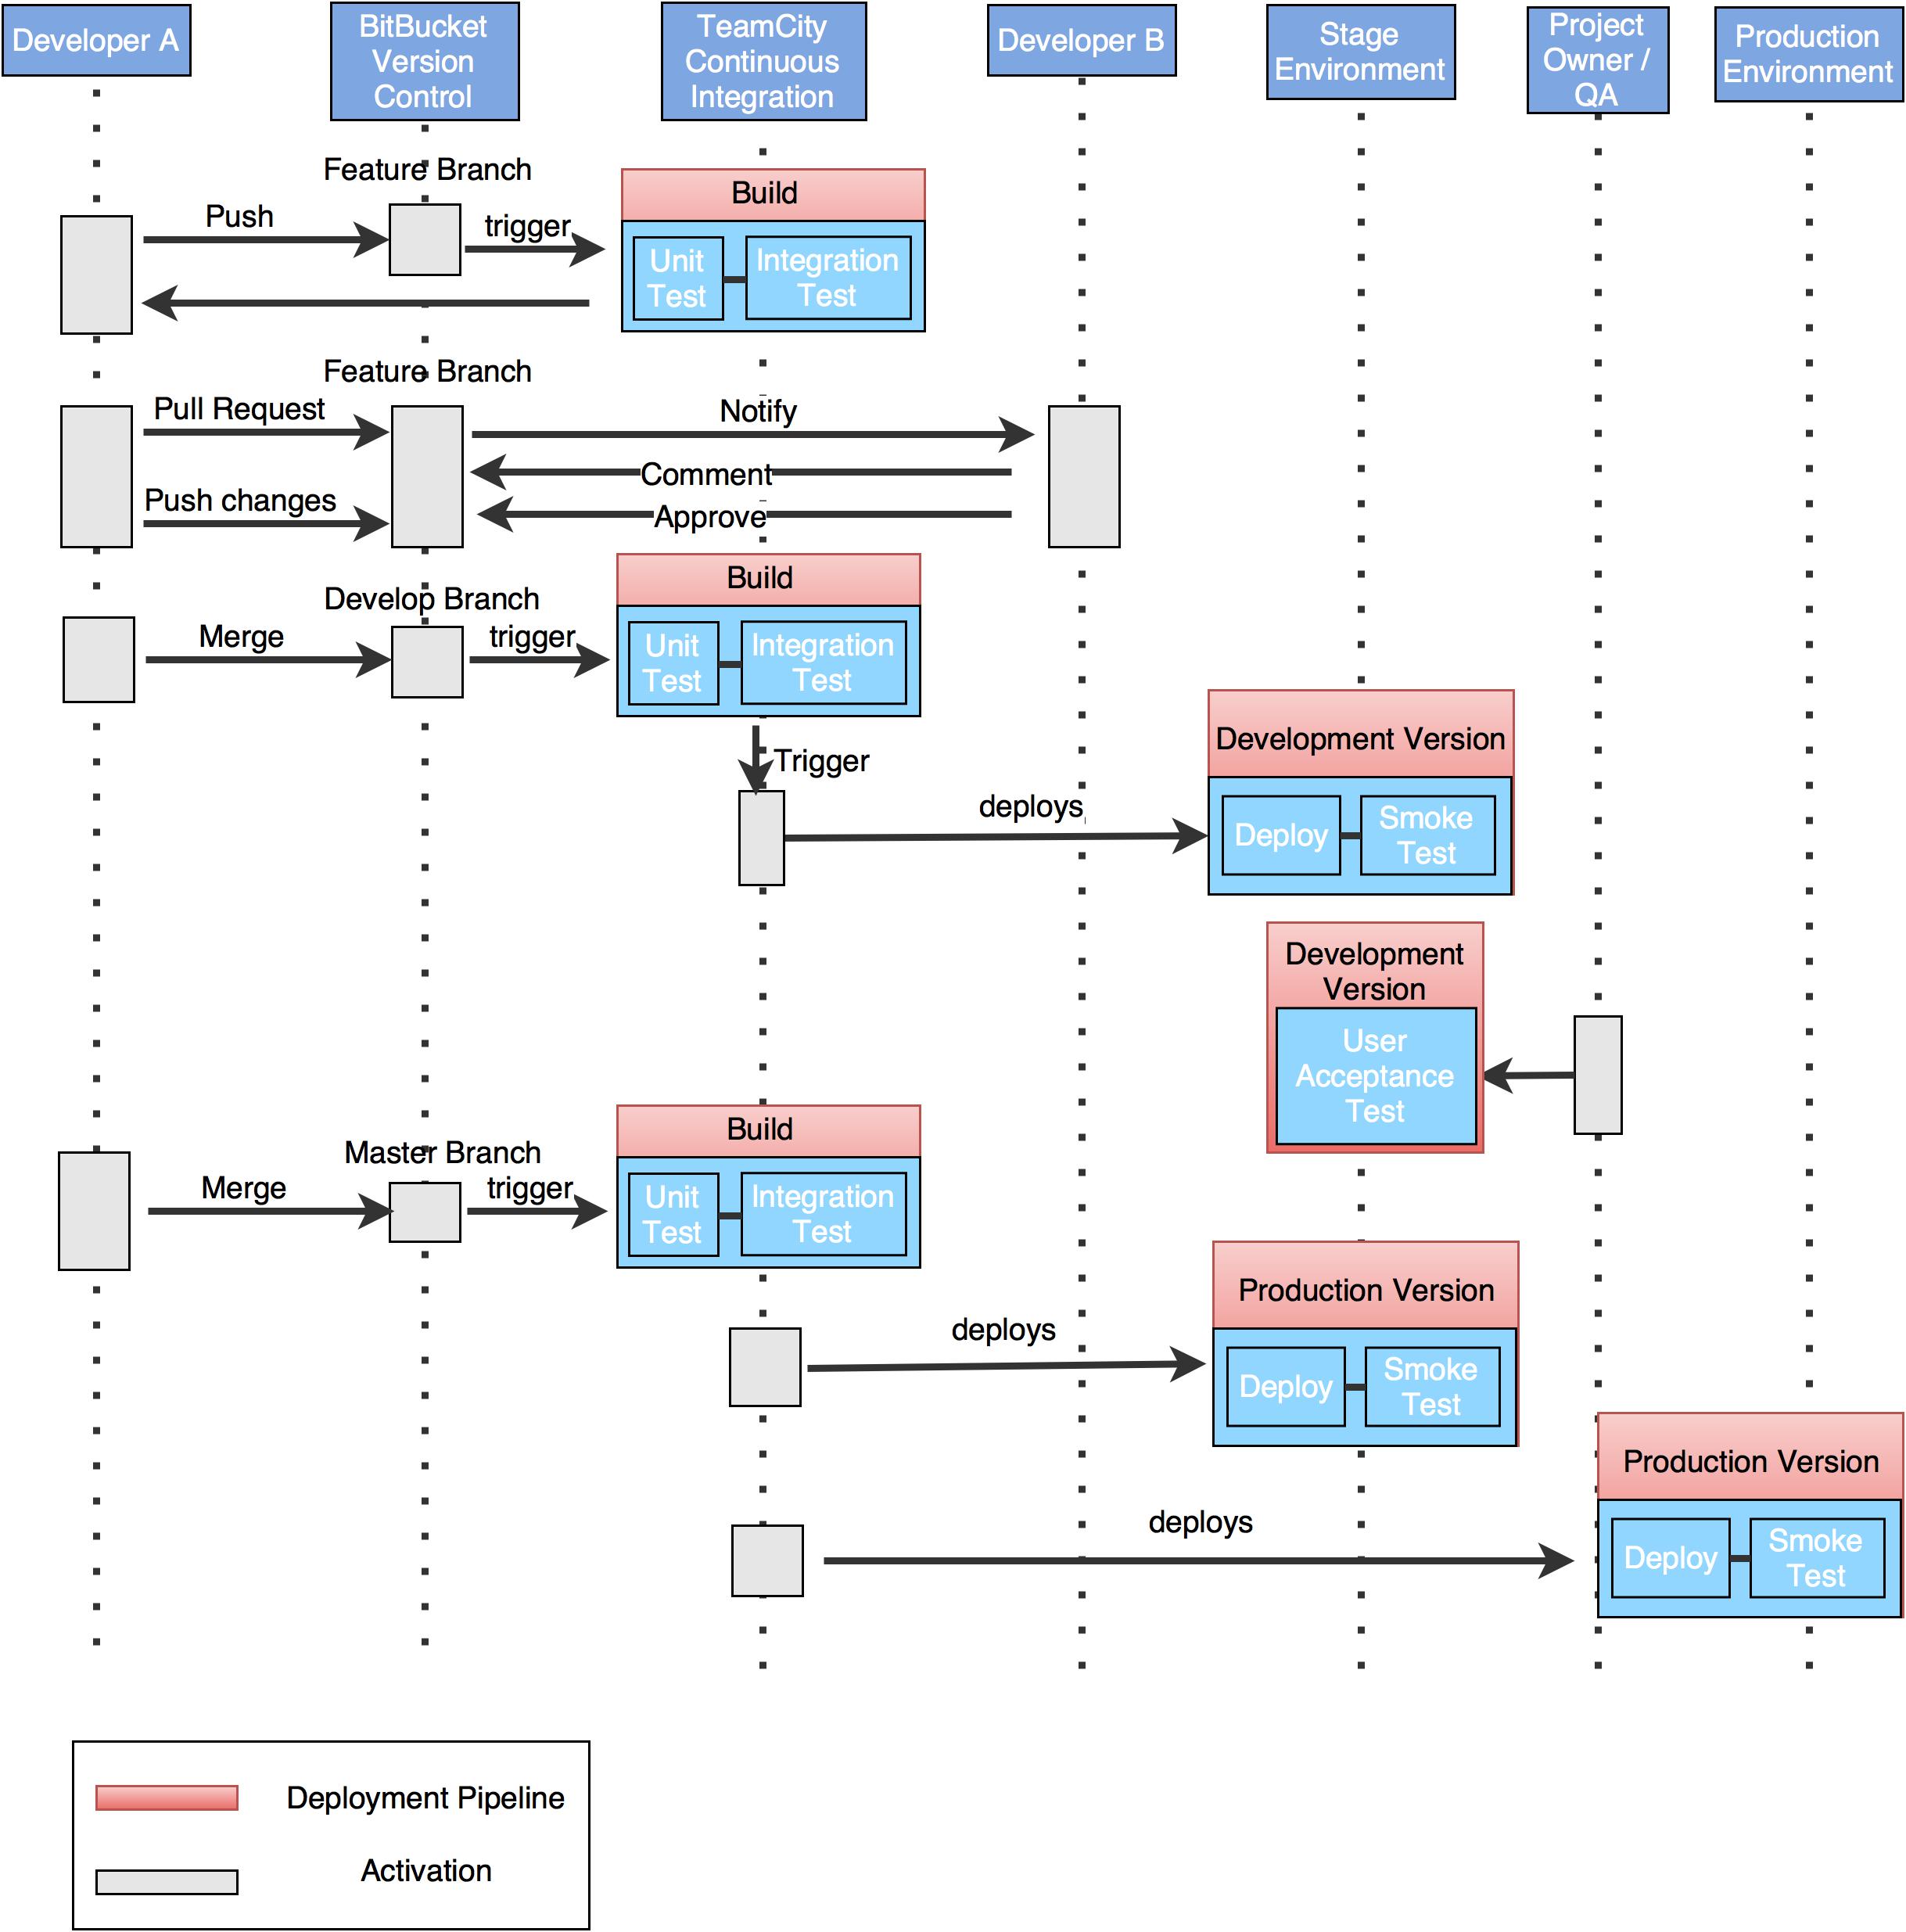 Developer A
BitBucket
Version
Control
TeamCity
Continuous
Integration
Developer B
Stage
Environment
Project
Owner /
QA
Production
Environment
Feature Branch
Push
trigger
Build
Unit
Test
Integration
Test
Feature Branch
Pull Request
Notify
Comment
Push changes
Approve
Develop Branch
Merge
trigger
Build
Unit
Test
Integration
Test
Trigger
deploys
Development Version
Deploy
Smoke
Test
Development
Version
User
Acceptance
Test
Master Branch
Merge
trigger
Build
Unit
Test
Integration
Test
deploys
Production Version
Deploy
Smoke
Test
deploys
Production Version
Deploy
Smoke
Test
Deployment Pipeline
Activation